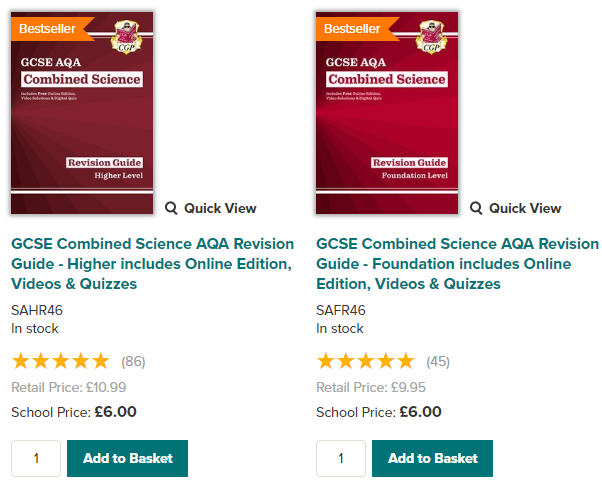 Bestseller
CGP
GCSE AQA
Combined Science
Includes Free Online Edition,
Video Solutions & Digital Quiz
Revision Guide
Higher Level
Quick View
GCSE Combined Science AQA Revision
Guide - Higher includes Online Edition,
Videos & Quizzes
SAHR46
In stock
(86)
Retail Price: £10.99
School Price: £6.00
1
Add to Basket
Bestseller
CGP
GCSE AQA
Combined Science
Includes Free Online Edition,
Video Solutions & Digital Quiz
Revision Guide
Foundation Level
Quick View
GCSE Combined Science AQA Revision
Guide - Foundation includes Online
Edition, Videos & Quizzes
SAFR46
In stock
(45)
Retail Price: £9.95
School Price: £6.00
1
Add to Basket